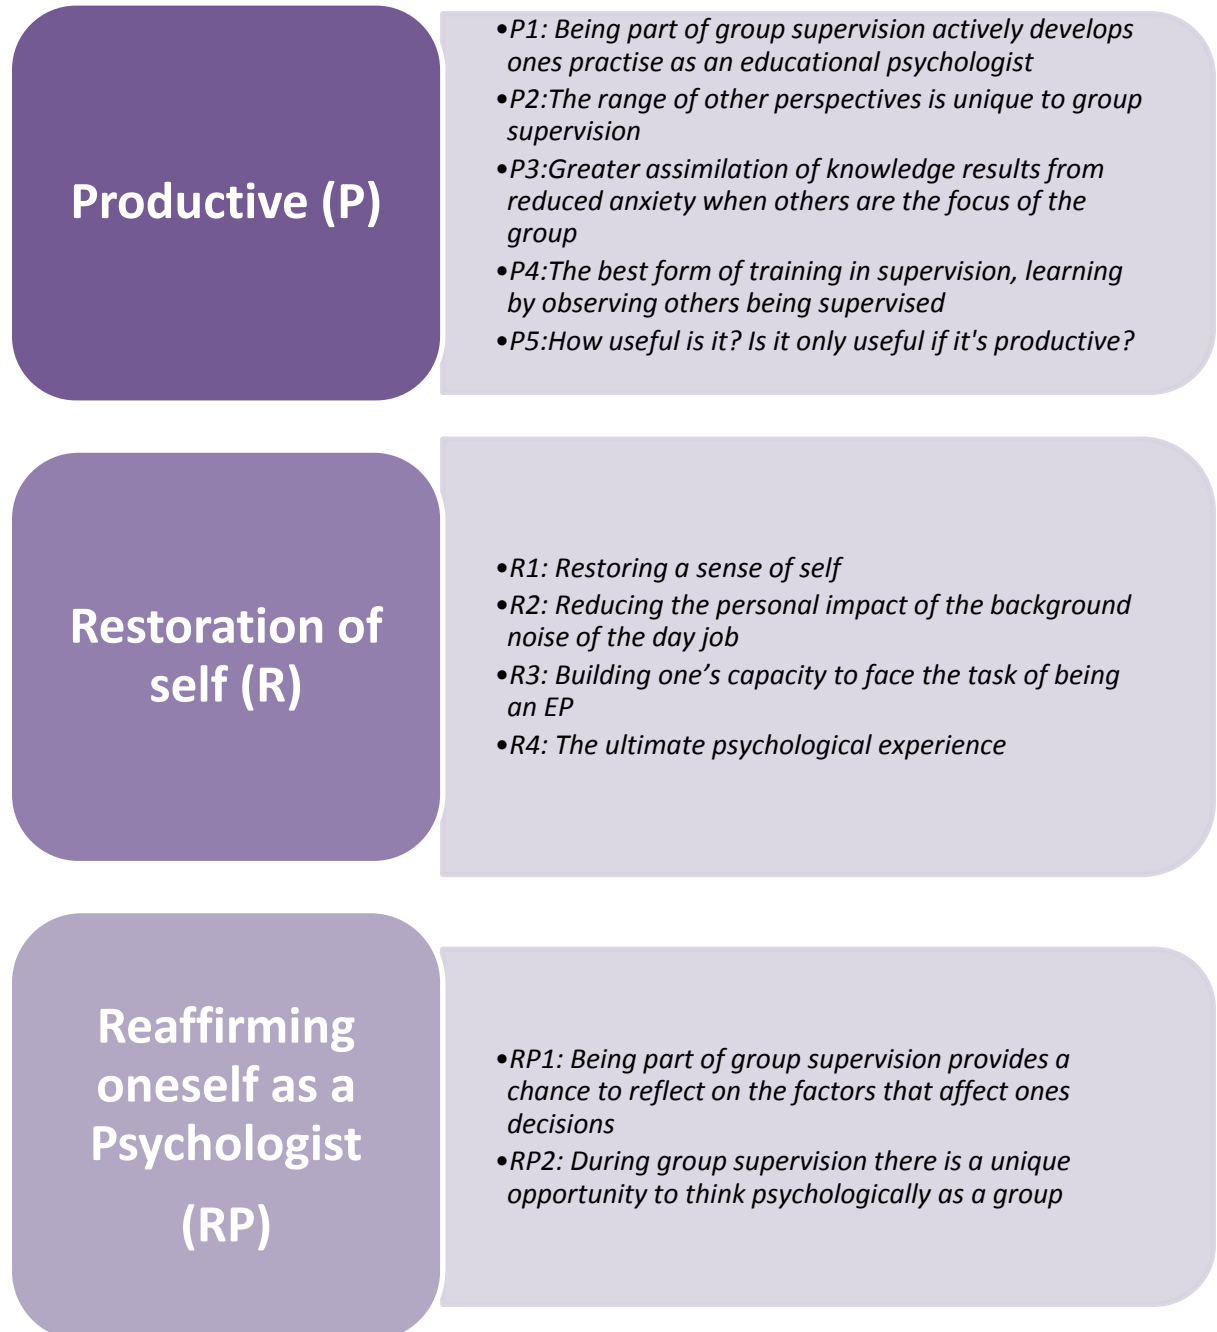 Productive (P)
•P1: Being part of group supervision actively develops
ones practise as an educational psychologist
•P2:The range of other perspectives is unique to group
supervision
•P3:Greater assimilation of knowledge results from
reduced anxiety when others are the focus of the
group
•P4:The best form of training in supervision, learning
by observing others being supervised
•P5:How useful is it? Is it only useful if it's productive?
Restoration of
self (R)
•R1: Restoring a sense of self
•R2: Reducing the personal impact of the background
noise of the day job
•R3: Building one’s capacity to face the task of being
an EP
•R4: The ultimate psychological experience
Reaffirming
oneself as a
Psychologist
(RP)
•RP1: Being part of group supervision provides a
chance to reflect on the factors that affect ones
decisions
•RP2: During group supervision there is a unique
opportunity to think psychologically as a group